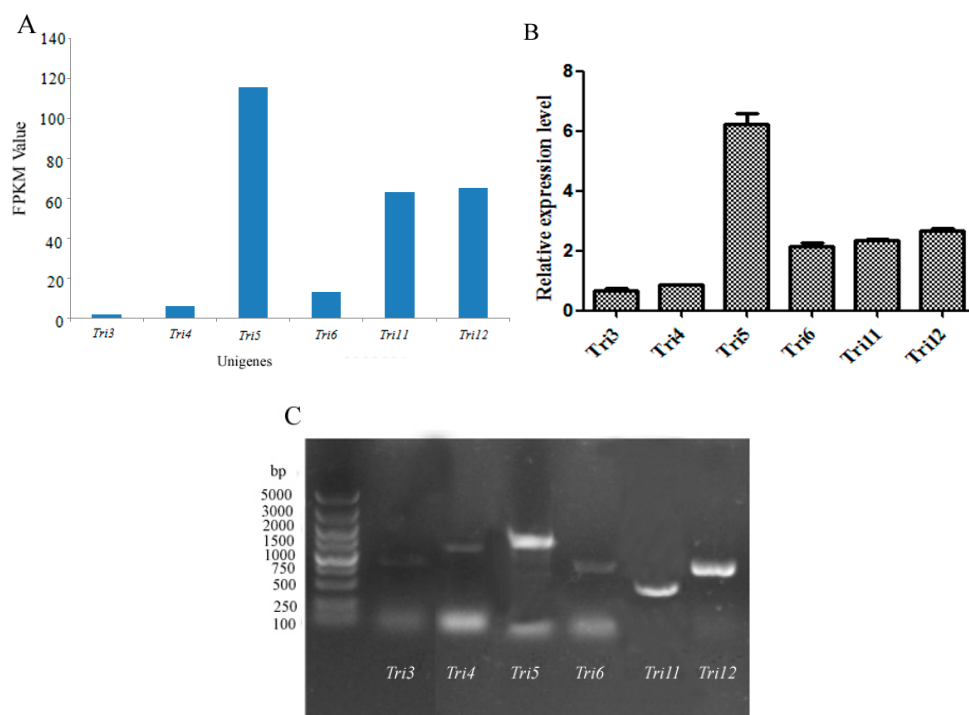 A
140
120
100
80
60
40
20
0
FPKM Value
Tri3 Tri4 Tri5 Tri6 Tri11 Tri12
Unigenes
B
8
6
4
2
0
Relative expression level
Tri3 Tri4 Tri5 Tri6 Tri11 Tri12
C
bp
5000
3000
2000
1500
1000
750
500
250
100
Tri3 Tri4 Tri5 Tri6 Tri11 Tri12